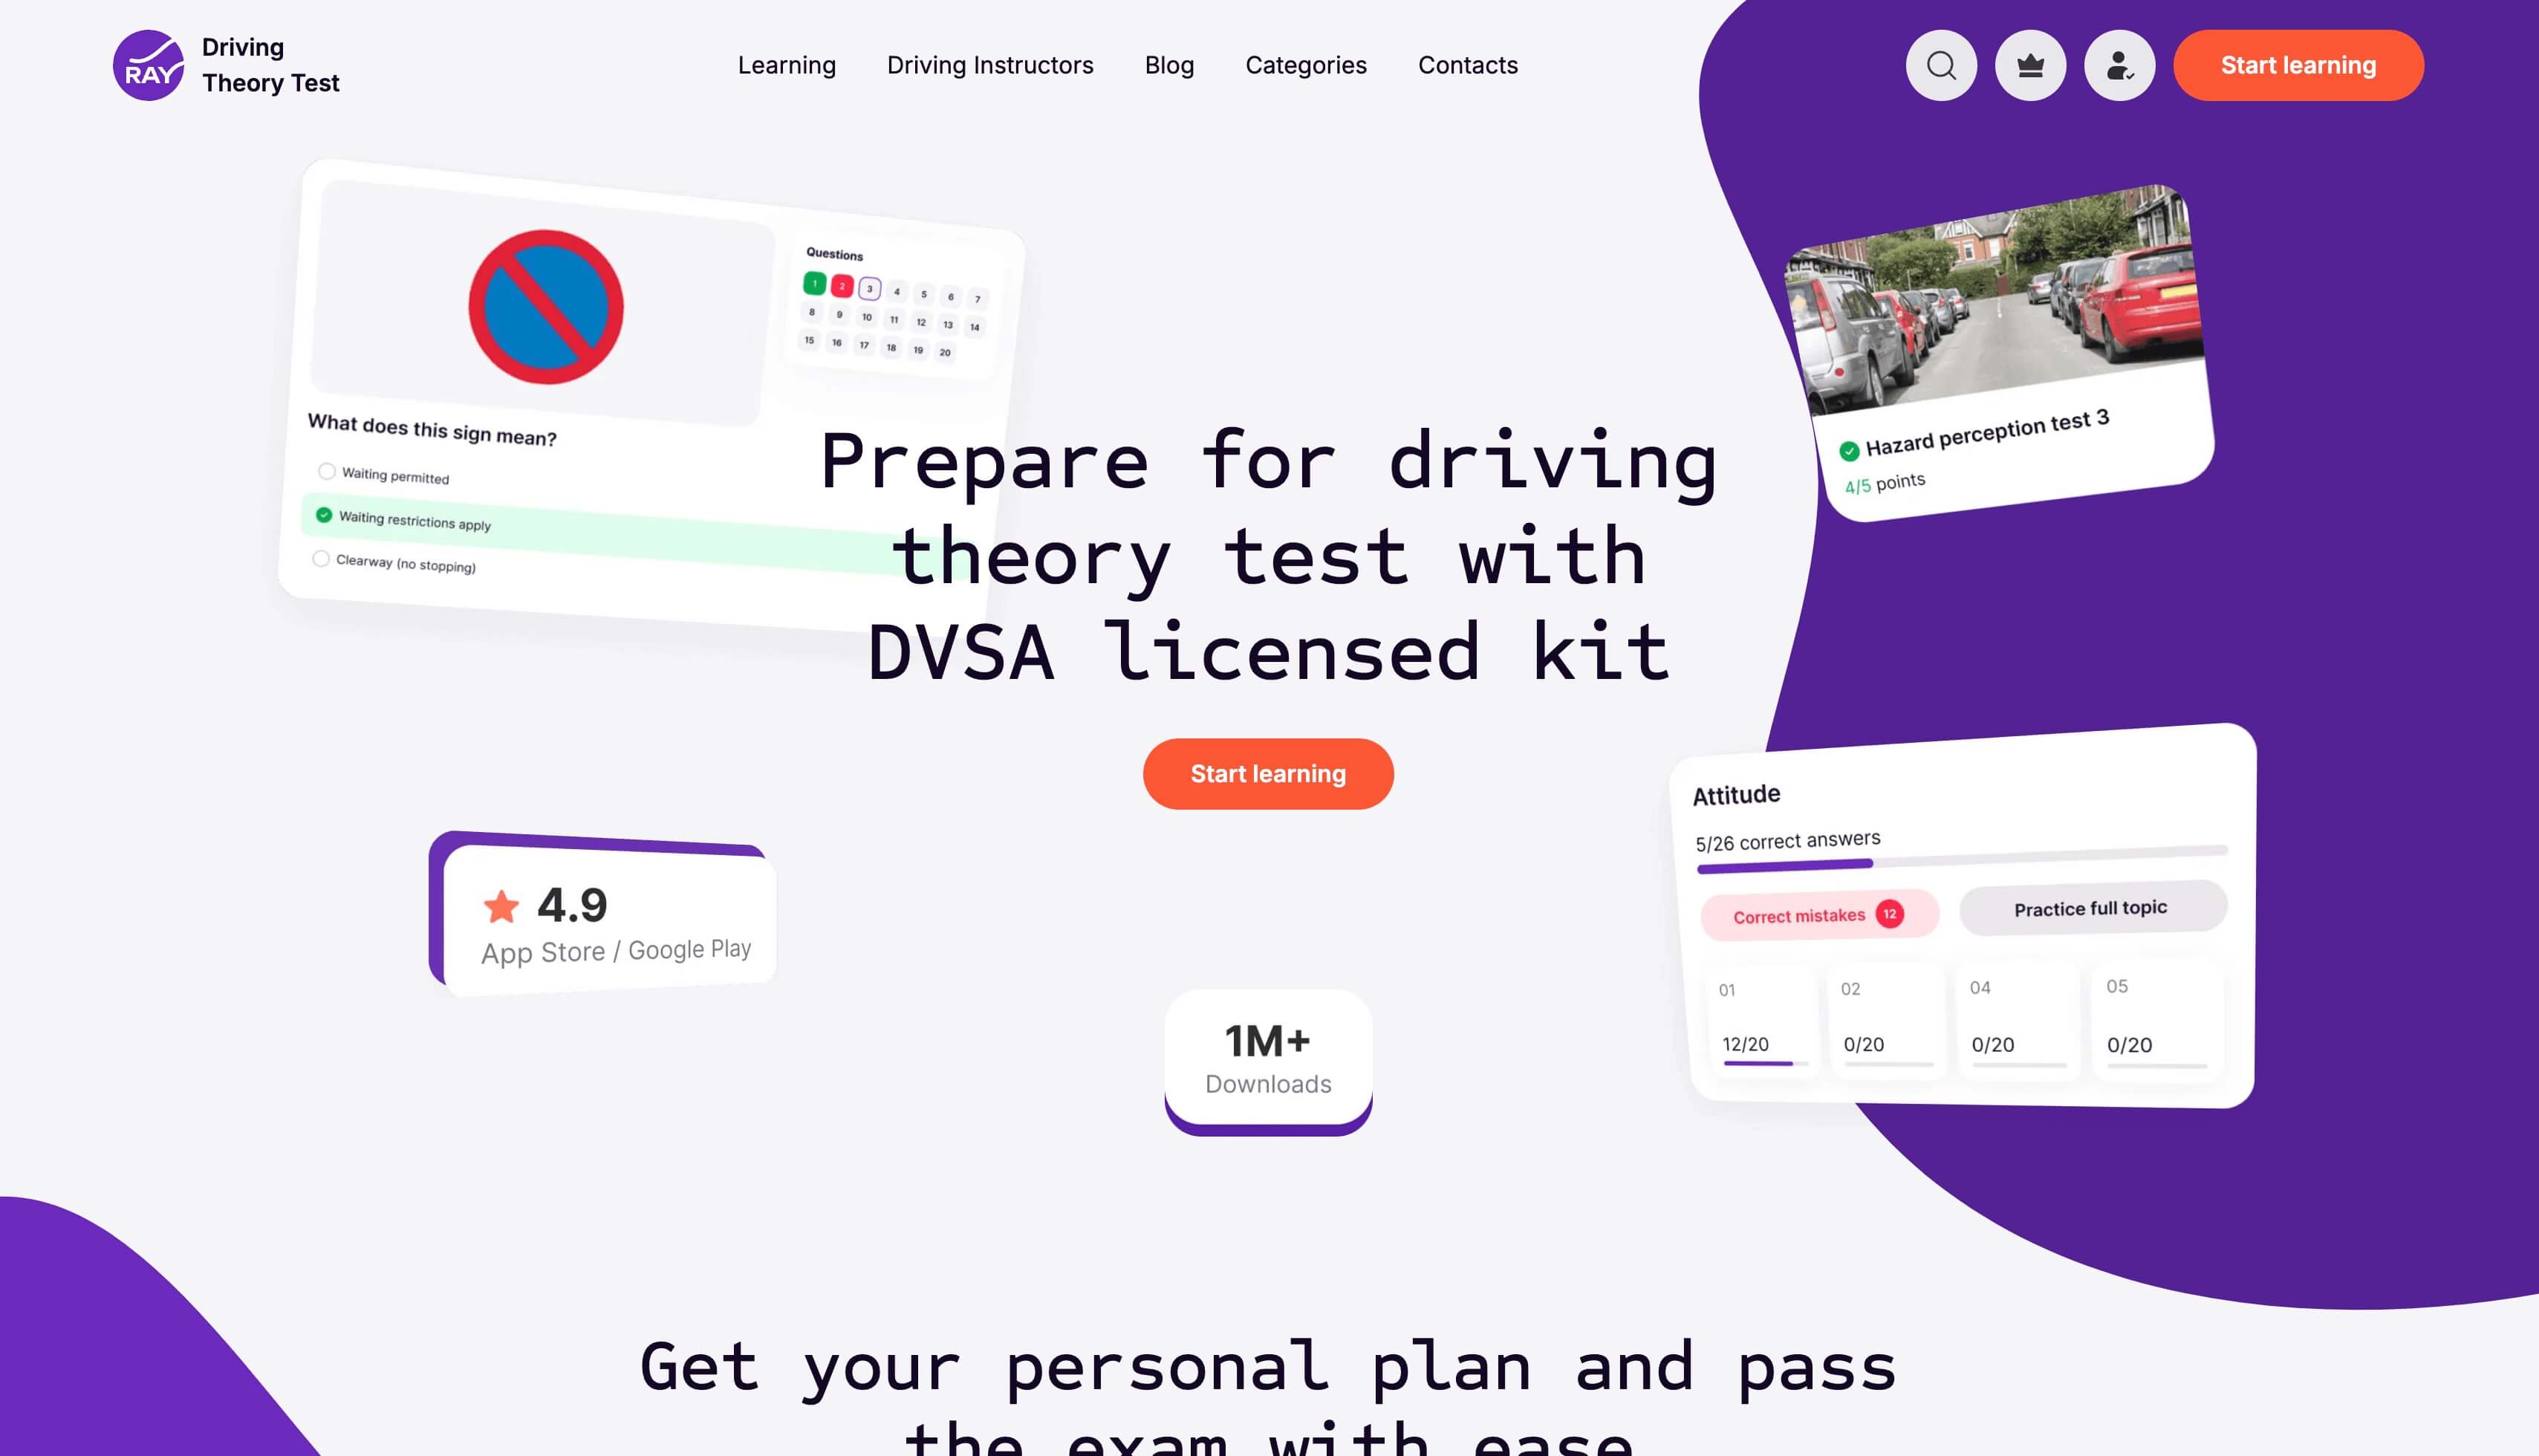 RAY
Driving
Theory Test
Learning
Driving Instructors
Blog
Categories
Contacts
Start learning
Questions
1 2 3 4 5 6 7
8 9 10 11 12 13 14
15 16 17 18 19 20
What does this sign mean?
Waiting permitted
Waiting restrictions apply
Clearway (no stopping)
Hazard perception test 3
4/5 points
Prepare for driving
theory test with
DVSA licensed kit
Start learning
4.9
App Store / Google Play
1M+
Downloads
Attitude
5/26 correct answers
Correct mistakes 12
Practice full topic
01 02 04 05
12/20 0/20 0/20 0/20
Get your personal plan and pass
the exam with ease